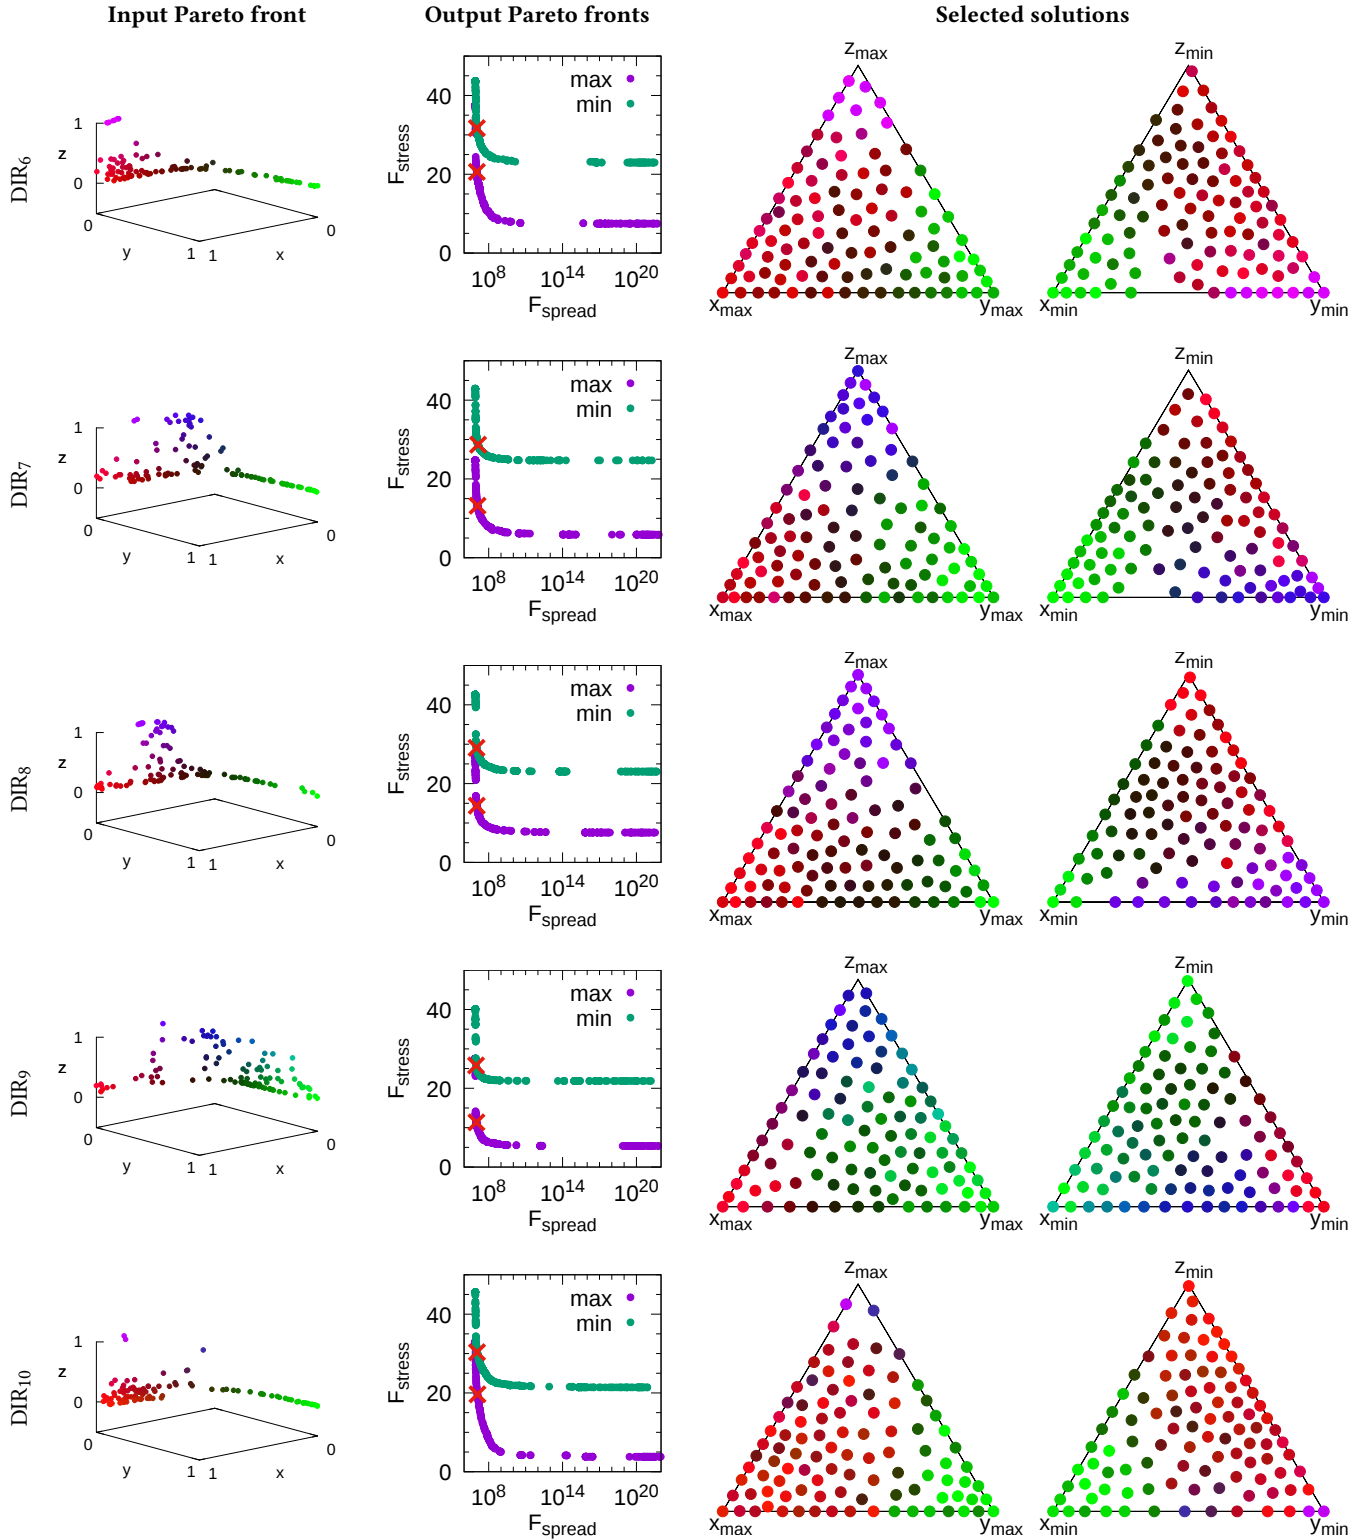 Input Pareto front Output Pareto fronts Selected solutions
DIR6
1
z
0
0
y
1 1
x
0
40
20
0
Fstress
max
min
10^8 10^14 10^20
Fspread
zmax
xmax ymax
zmin
xmin ymin
DIR7
1
z
0
0
y
1 1
x
0
40
20
0
Fstress
max
min
10^8 10^14 10^20
Fspread
zmax
xmax ymax
zmin
xmin ymin
DIR8
1
z
0
0
y
1 1
x
0
40
20
0
Fstress
max
min
10^8 10^14 10^20
Fspread
zmax
xmax ymax
zmin
xmin ymin
DIR9
1
z
0
0
y
1 1
x
0
40
20
0
Fstress
max
min
10^8 10^14 10^20
Fspread
zmax
xmax ymax
zmin
xmin ymin
DIR10
1
z
0
0
y
1 1
x
0
40
20
0
Fstress
max
min
10^8 10^14 10^20
Fspread
zmax
xmax ymax
zmin
xmin ymin